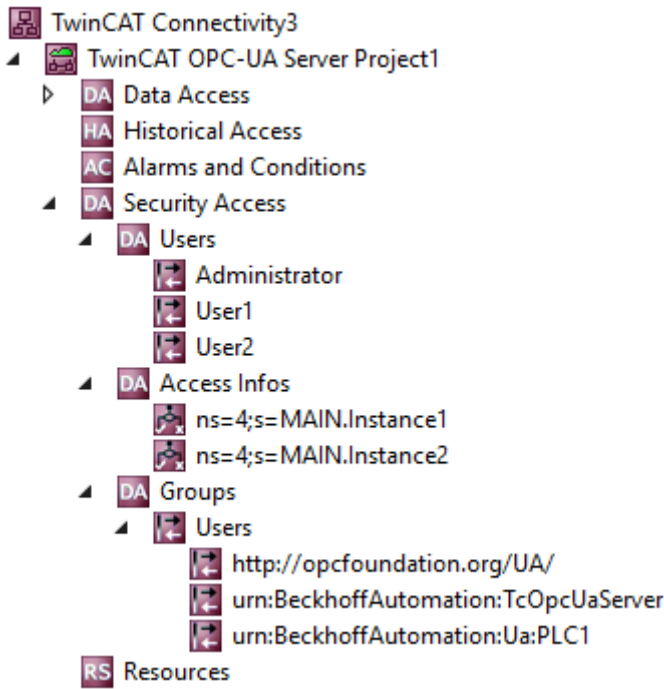 TwinCAT Connectivity3
TwinCAT OPC-UA Server Project1
DA Data Access
HA Historical Access
AC Alarms and Conditions
DA Security Access
DA Users
Administrator
User1
User2
DA Access Infos
ns=4;s=MAIN.Instance1
ns=4;s=MAIN.Instance2
DA Groups
Users
http://opcfoundation.org/UA/
urn:BeckhoffAutomation:TcOpcUaServer
urn:BeckhoffAutomation:Ua:PLC1
RS Resources